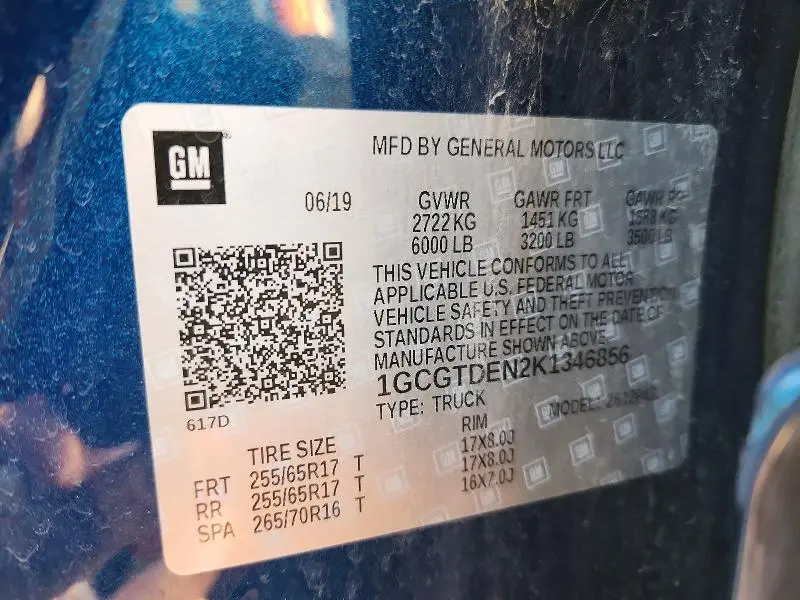 GM
MFD BY GENERAL MOTORS LLC
06/19
GVWR GAWR FRT GAWR
2722 KG 1451 KG KG
6000 LB 3200 LB 3500 LB
THIS VEHICLE CONFORMS TO ALL
APPLICABLE U.S. FEDERAL MOTOR
VEHICLE SAFETY AND THEFT PREVENTION
STANDARDS IN EFFECT ON THE DATE OF
MANUFACTURE SHOWN ABOVE
1GCGTDEN2K1346856
617D
TYPE: TRUCK MODEL:
TIRE SIZE RIM
FRT 255/65R17 T 17X8.0J
RR 255/65R17 T 17X8.0J
SPA 265/70R16 T 16X7.0J